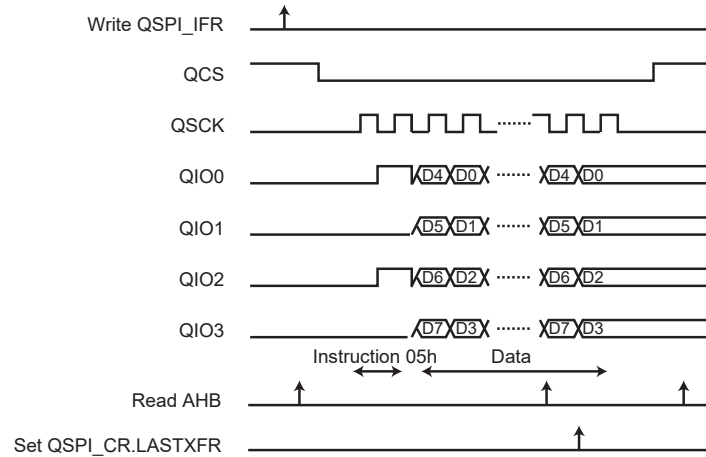 Write QSPI_IFR
QCS
QSCK
QIO0 D4 D0 D4 D0
QIO1 D5 D1 D5 D1
QIO2 D6 D2 D6 D2
QIO3 D7 D3 D7 D3
Instruction 05h Data
Read AHB
Set QSPI_CR.LASTXFR